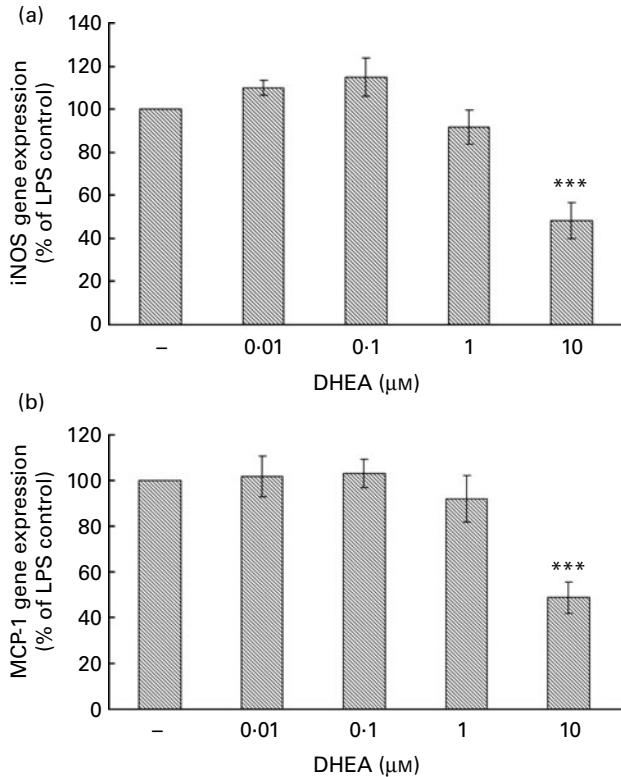 (a)
140
120
100
80
60
40
20
0
iNOS gene expression
(% of LPS control)
***
– 0·01 0·1 1 10
DHEA (μM)
(b)
120
100
80
60
40
20
0
MCP-1 gene expression
(% of LPS control)
***
– 0·01 0·1 1 10
DHEA (μM)